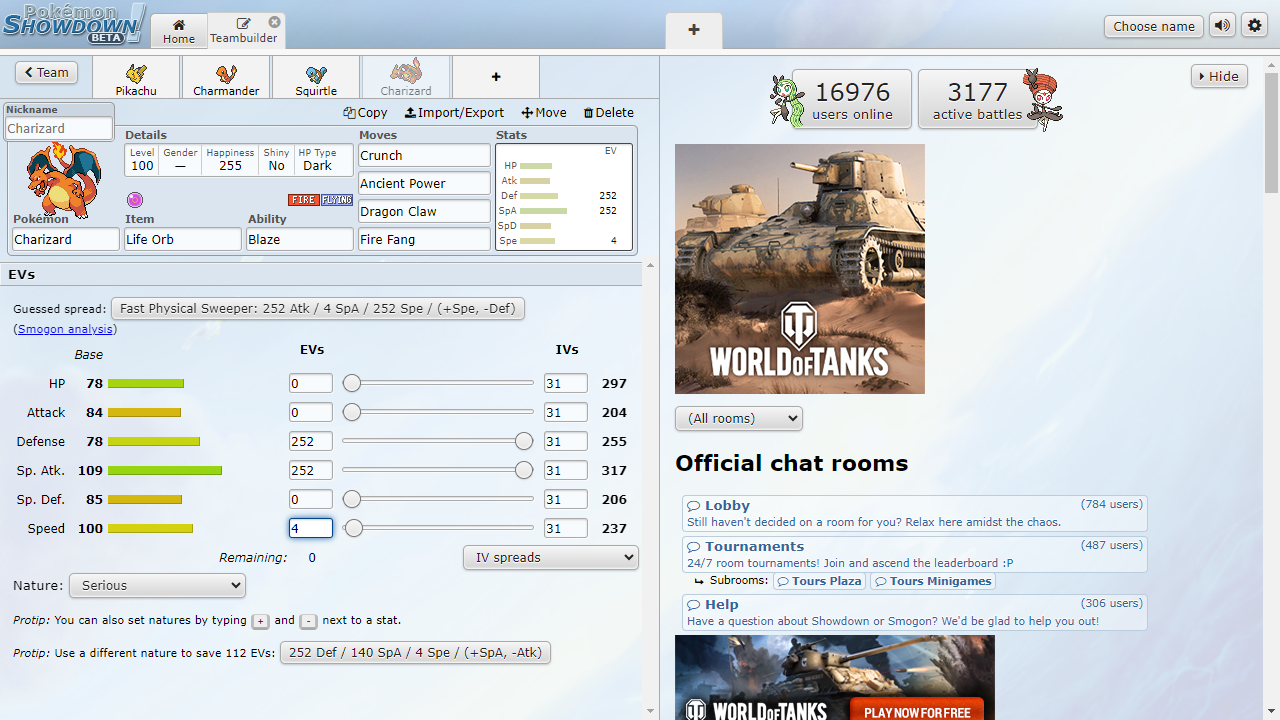 Pokémon
SHOWDOWN!
BETA
Home
Teambuilder
+
Choose name
Team
Pikachu
Charmander
Squirtle
Charizard
+
Nickname
Charizard
Copy
Import/Export
Move
Delete
Details
Level Gender Happiness Shiny HP Type
100 — 255 No Dark
FIRE FLYING
Pokémon Item Ability
Charizard Life Orb Blaze
Moves
Crunch
Ancient Power
Dragon Claw
Fire Fang
Stats
EV
HP
Atk
Def 252
SpA 252
SpD
Spe 4
EVs
Guessed spread: Fast Physical Sweeper: 252 Atk / 4 SpA / 252 Spe / (+Spe, -Def)
(Smogon analysis)
Base EVs IVs
HP 78 0 31 297
Attack 84 0 31 204
Defense 78 252 31 255
Sp. Atk. 109 252 31 317
Sp. Def. 85 0 31 206
Speed 100 4 31 237
Remaining: 0 IV spreads
Nature: Serious
Protip: You can also set natures by typing + and - next to a stat.
Protip: Use a different nature to save 112 EVs: 252 Def / 140 SpA / 4 Spe / (+SpA, -Atk)
16976
users online
3177
active battles
Hide
WORLD OF TANKS
(All rooms)
Official chat rooms
Lobby (784 users)
Still haven't decided on a room for you? Relax here amidst the chaos.
Tournaments (487 users)
24/7 room tournaments! Join and ascend the leaderboard :P
Subrooms: Tours Plaza Tours Minigames
Help (306 users)
Have a question about Showdown or Smogon? We'd be glad to help you out!
WORLD OF TANKS
PLAY NOW FOR FREE